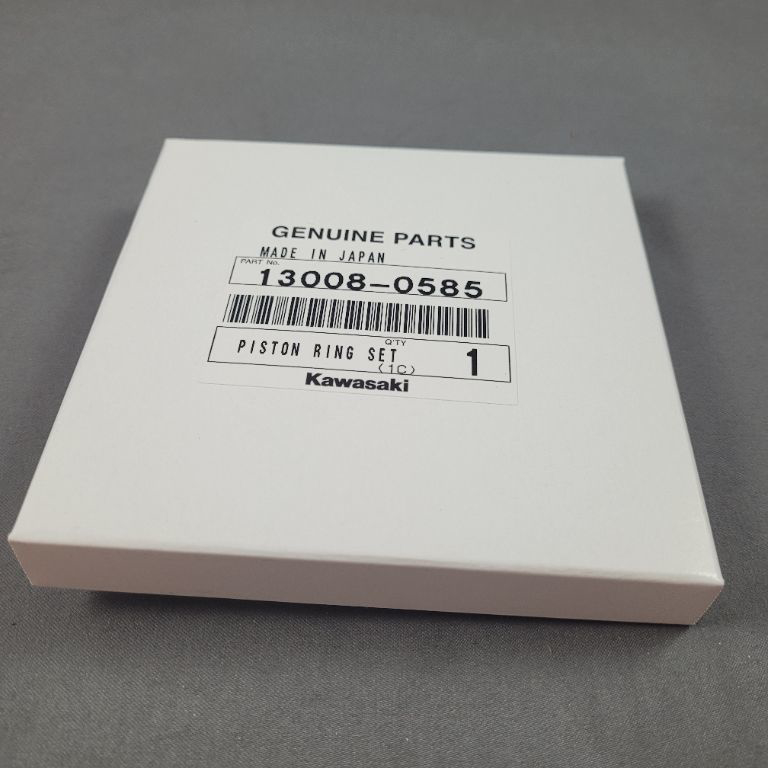 GENUINE PARTS
MADE IN JAPAN
PART No.
13008-0585
Q'TY
PISTON RING SET 1
(1C)
Kawasaki